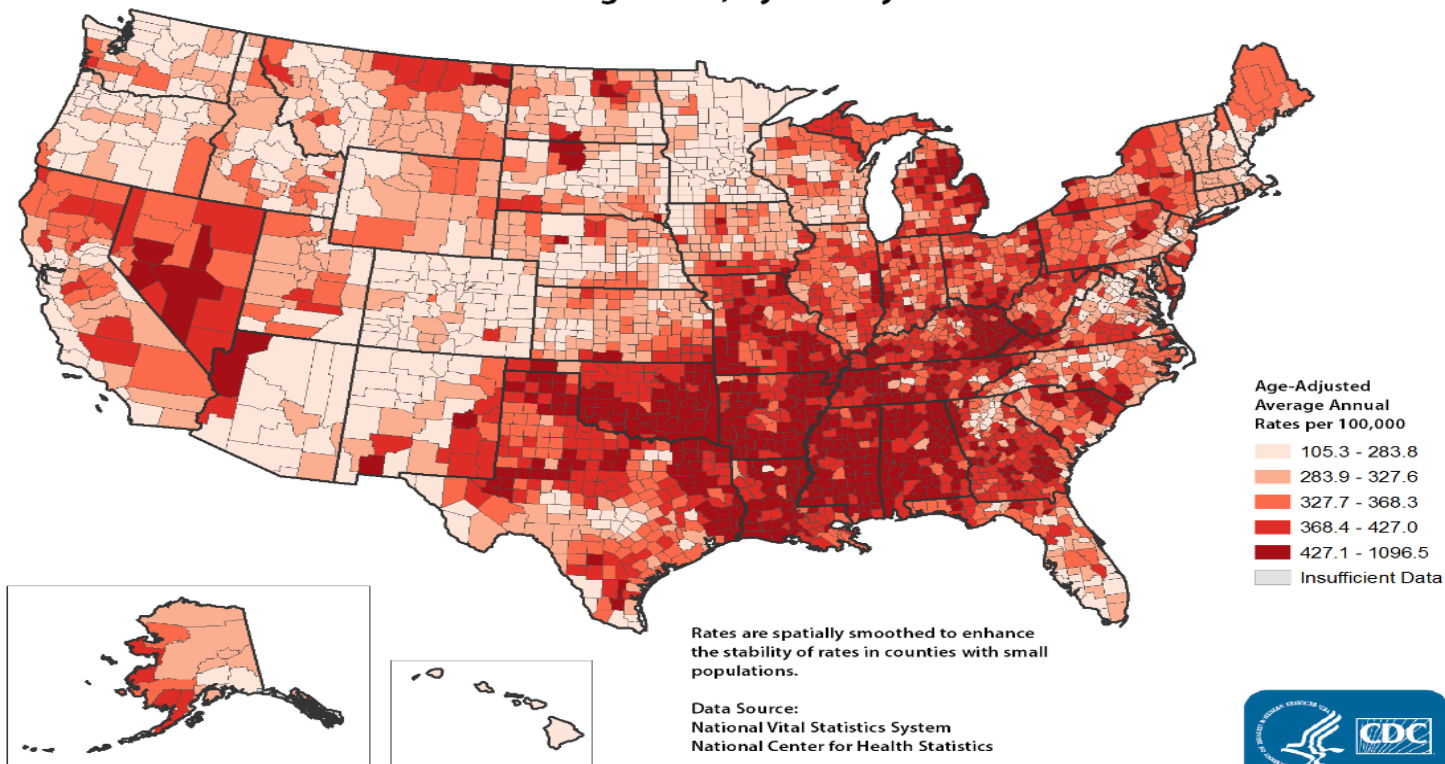 Age-Adjusted
Average Annual
Rates per 100,000
105.3 - 283.8
283.9 - 327.6
327.7 - 368.3
368.4 - 427.0
427.1 - 1096.5
Insufficient Data
Rates are spatially smoothed to enhance
the stability of rates in counties with small
populations.
Data Source:
National Vital Statistics System
National Center for Health Statistics
CDC